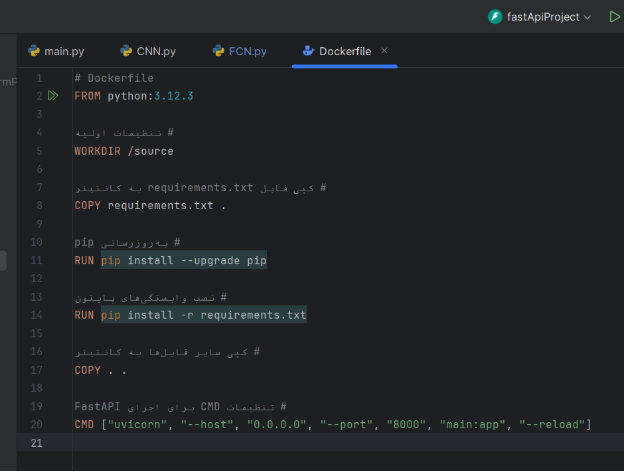 fastApiProject
main.py
CNN.py
FCN.py
Dockerfile
1 # Dockerfile
2 FROM python:3.12.3
3
4 # تنظیمات اولیه
5 WORKDIR /source
6
7 # کپی فایل requirements.txt به کانتینر
8 COPY requirements.txt .
9
10 # به‌روزرسانی pip
11 RUN pip install --upgrade pip
12
13 # نصب وابستگی‌های پایتون
14 RUN pip install -r requirements.txt
15
16 # کپی سایر فایل‌ها به کانتینر
17 COPY . .
18
19 # تنظیمات CMD برای اجرای FastAPI
20 CMD ["uvicorn", "--host", "0.0.0.0", "--port", "8000", "main:app", "--reload"]
21